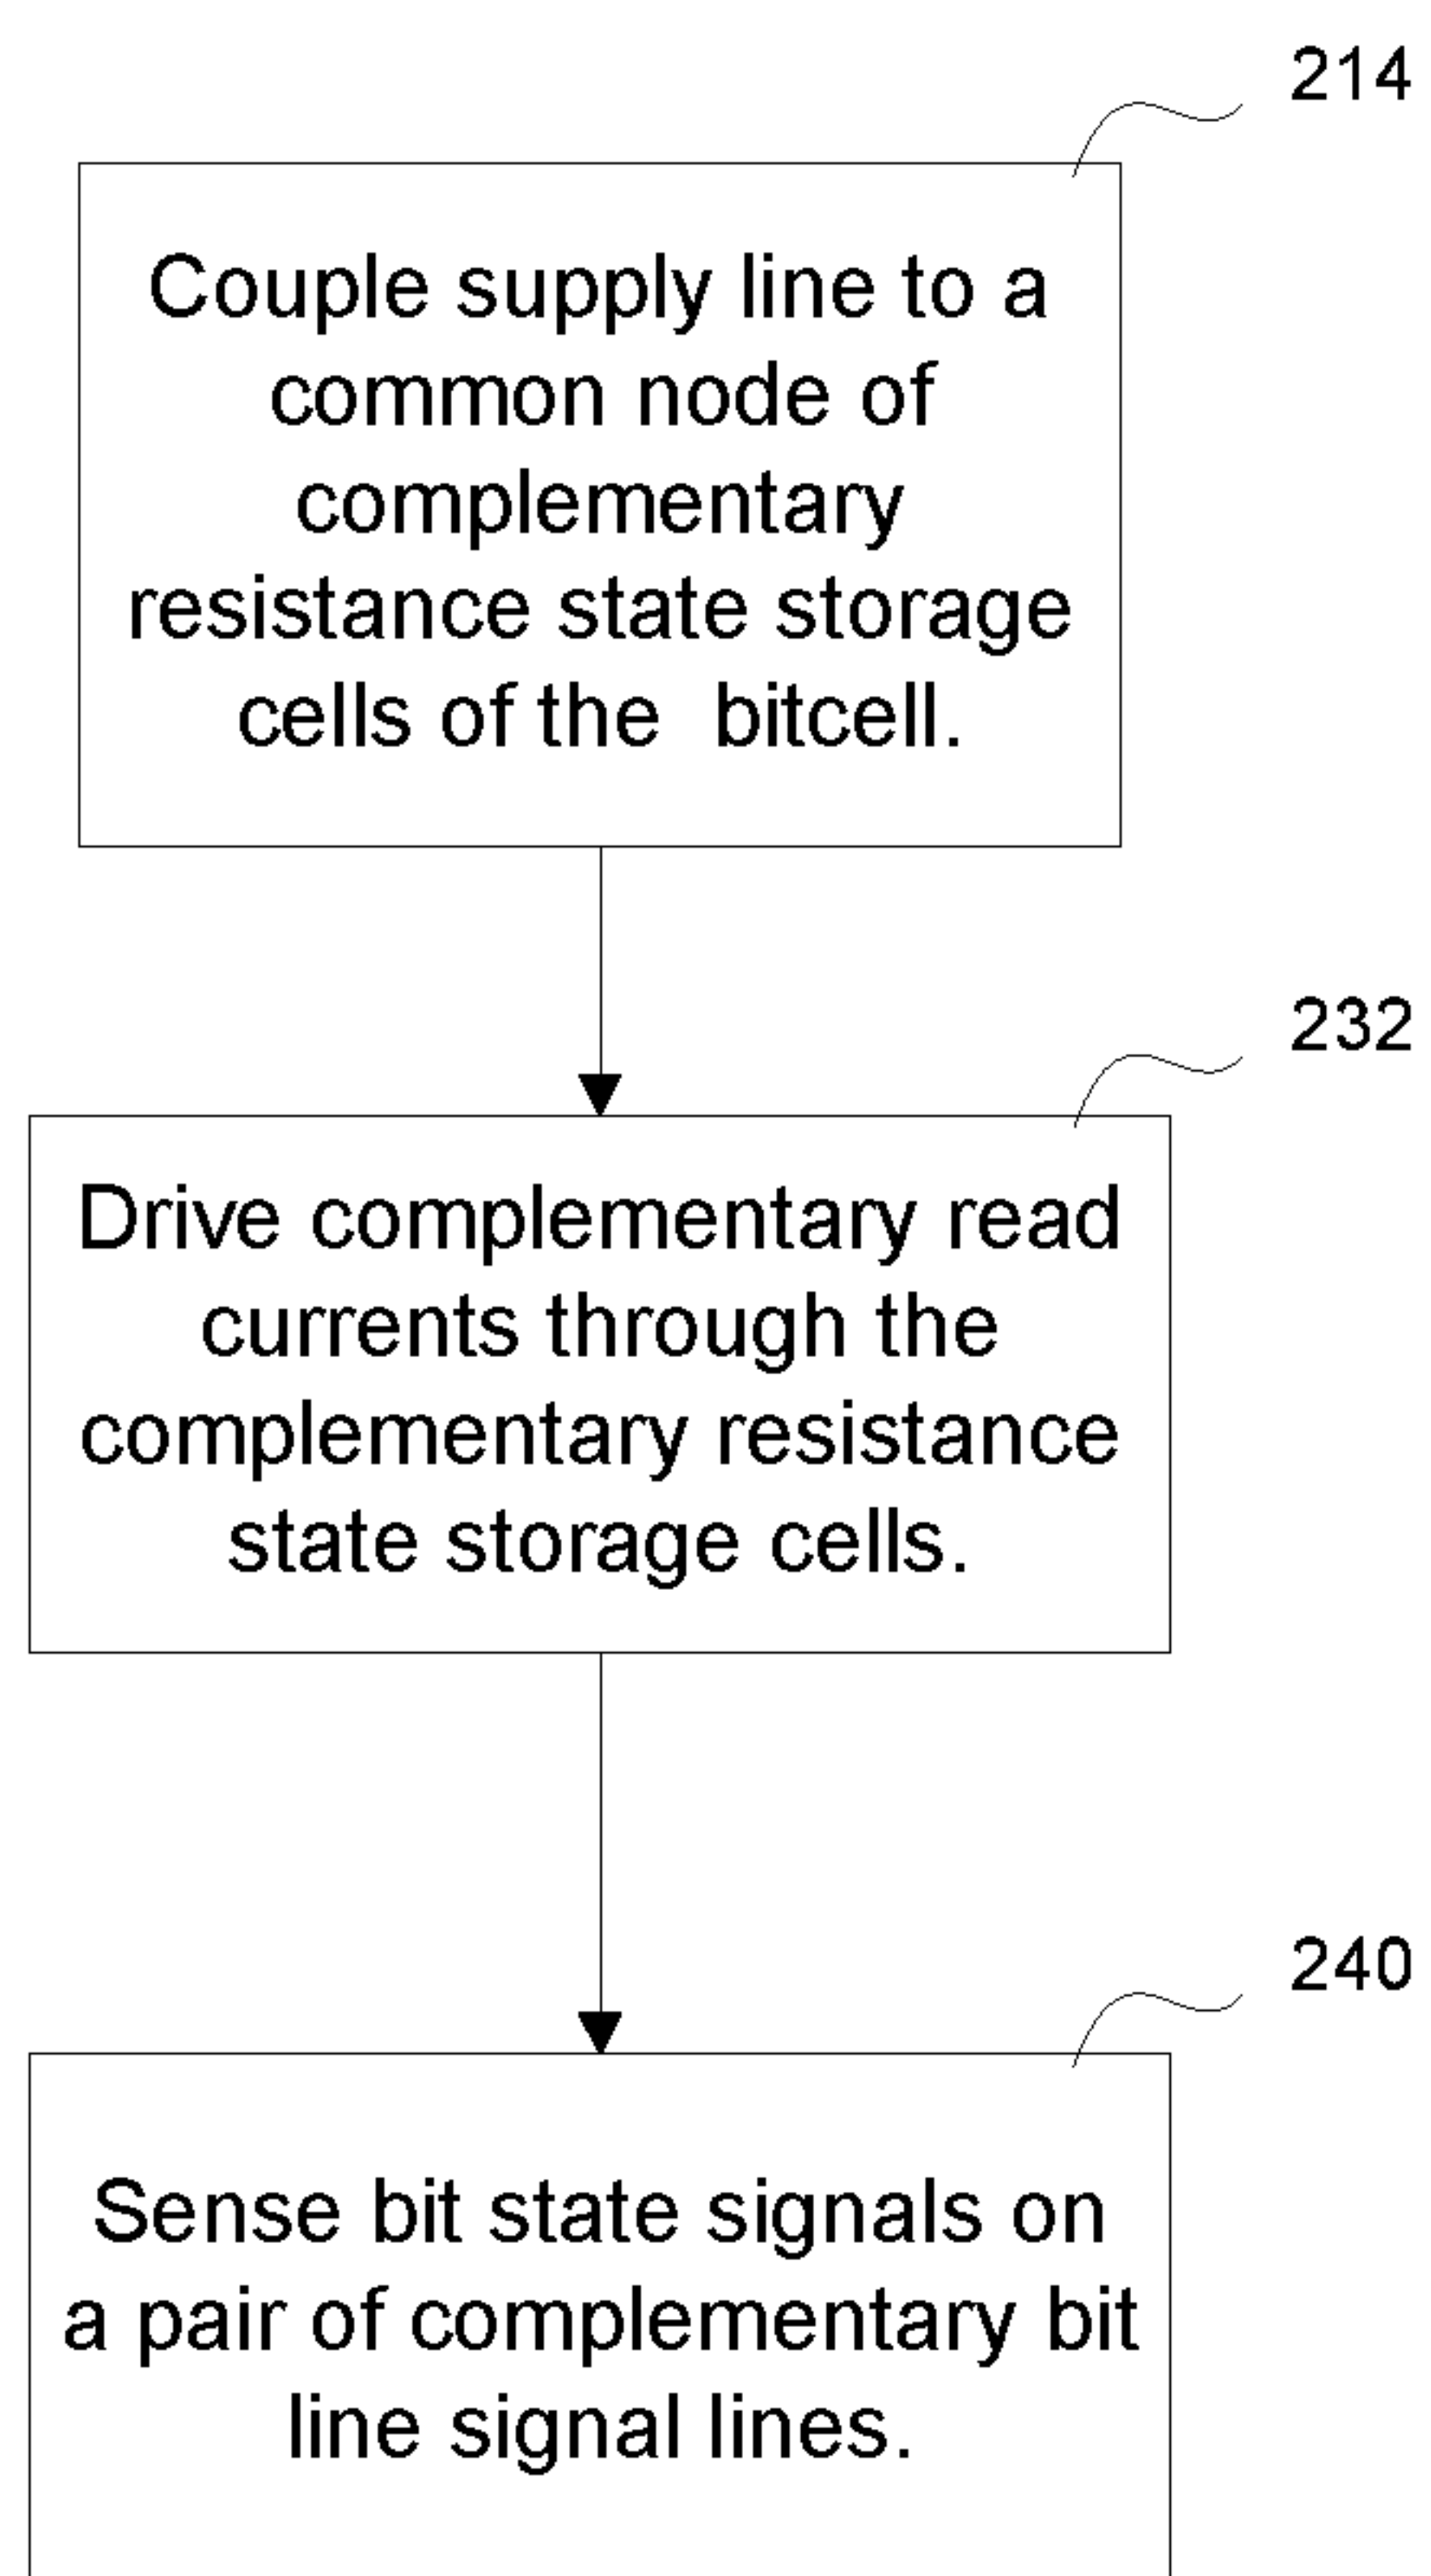 214
Couple supply line to a
common node of
complementary
resistance state storage
cells of the  bitcell.
232
Drive complementary read
currents through the
complementary resistance
state storage cells.
240
Sense bit state signals on
a pair of complementary bit
line signal lines.